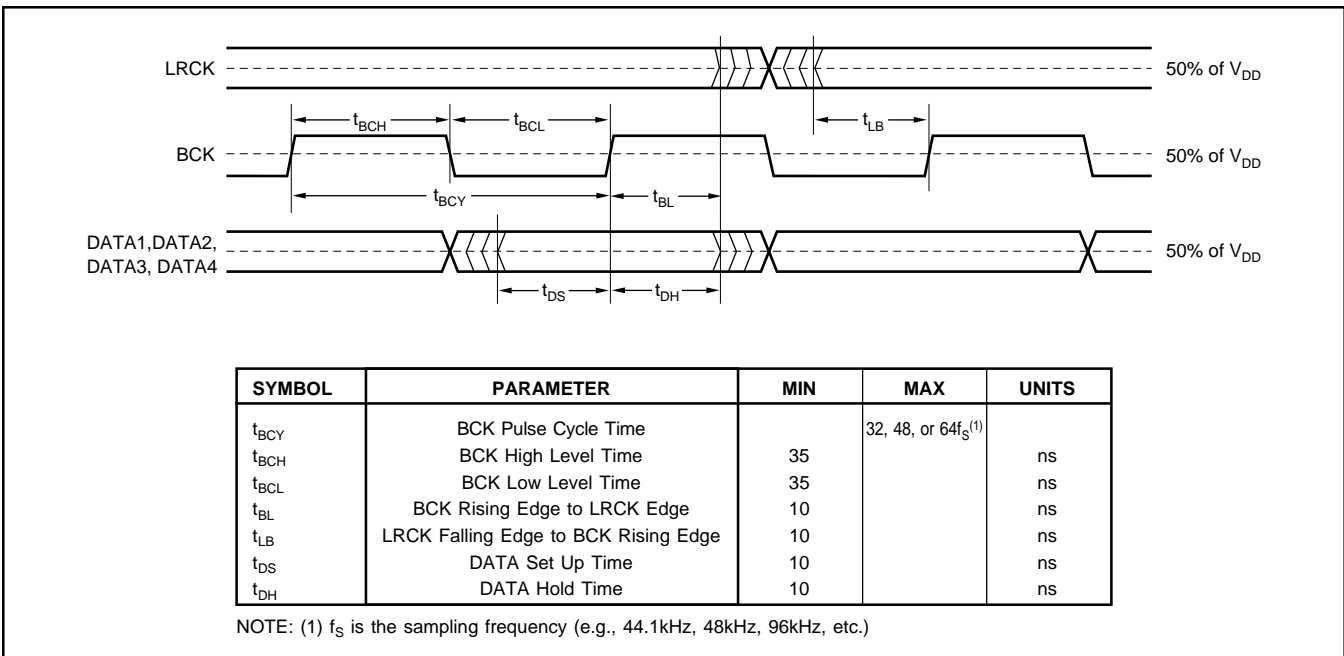 LRCK
50% of V_DD
t_BCH
t_BCL
t_LB
BCK
50% of V_DD
t_BCY
t_BL
DATA1,DATA2,
DATA3, DATA4
50% of V_DD
t_DS
t_DH
SYMBOL PARAMETER MIN MAX UNITS
t_BCY BCK Pulse Cycle Time 32, 48, or 64f_S(1)
t_BCH BCK High Level Time 35 ns
t_BCL BCK Low Level Time 35 ns
t_BL BCK Rising Edge to LRCK Edge 10 ns
t_LB LRCK Falling Edge to BCK Rising Edge 10 ns
t_DS DATA Set Up Time 10 ns
t_DH DATA Hold Time 10 ns
NOTE: (1) f_S is the sampling frequency (e.g., 44.1kHz, 48kHz, 96kHz, etc.)